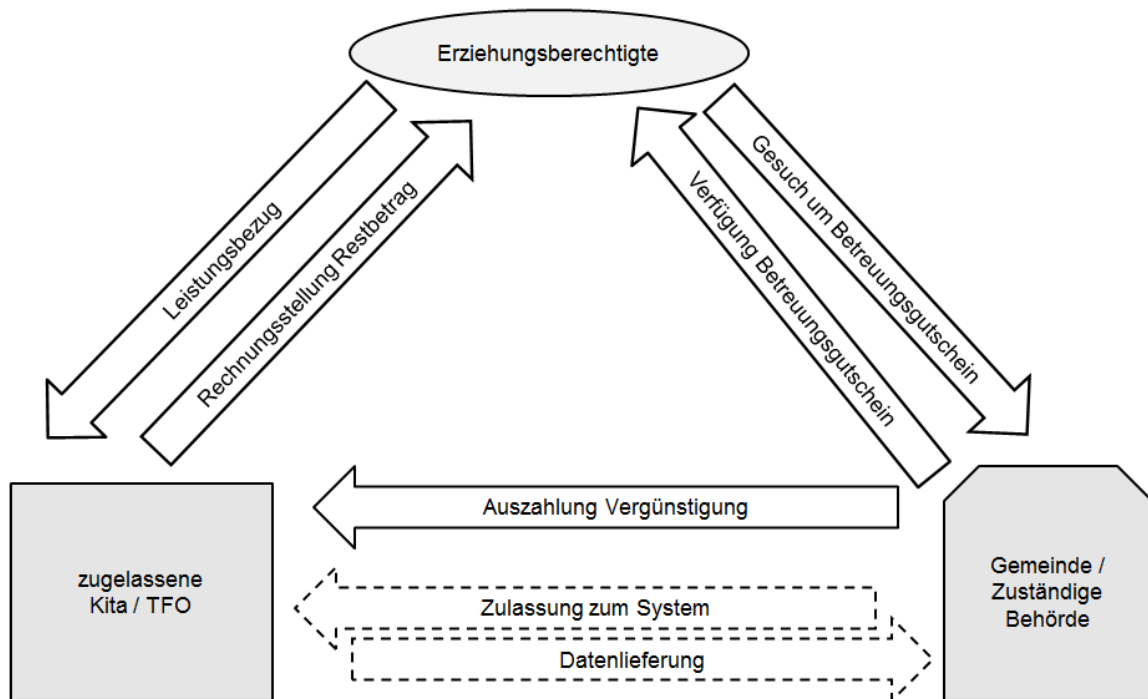 Erziehungsberechtigte
Leistungsbezug
Rechnungsstellung Restbetrag
Verfügung Betreuungsgutschein
Gesuch um Betreuungsgutschein
Auszahlung Vergünstigung
zugelassene
Kita / TFO
Gemeinde /
Zuständige
Behörde
Zulassung zum System
Datenlieferung